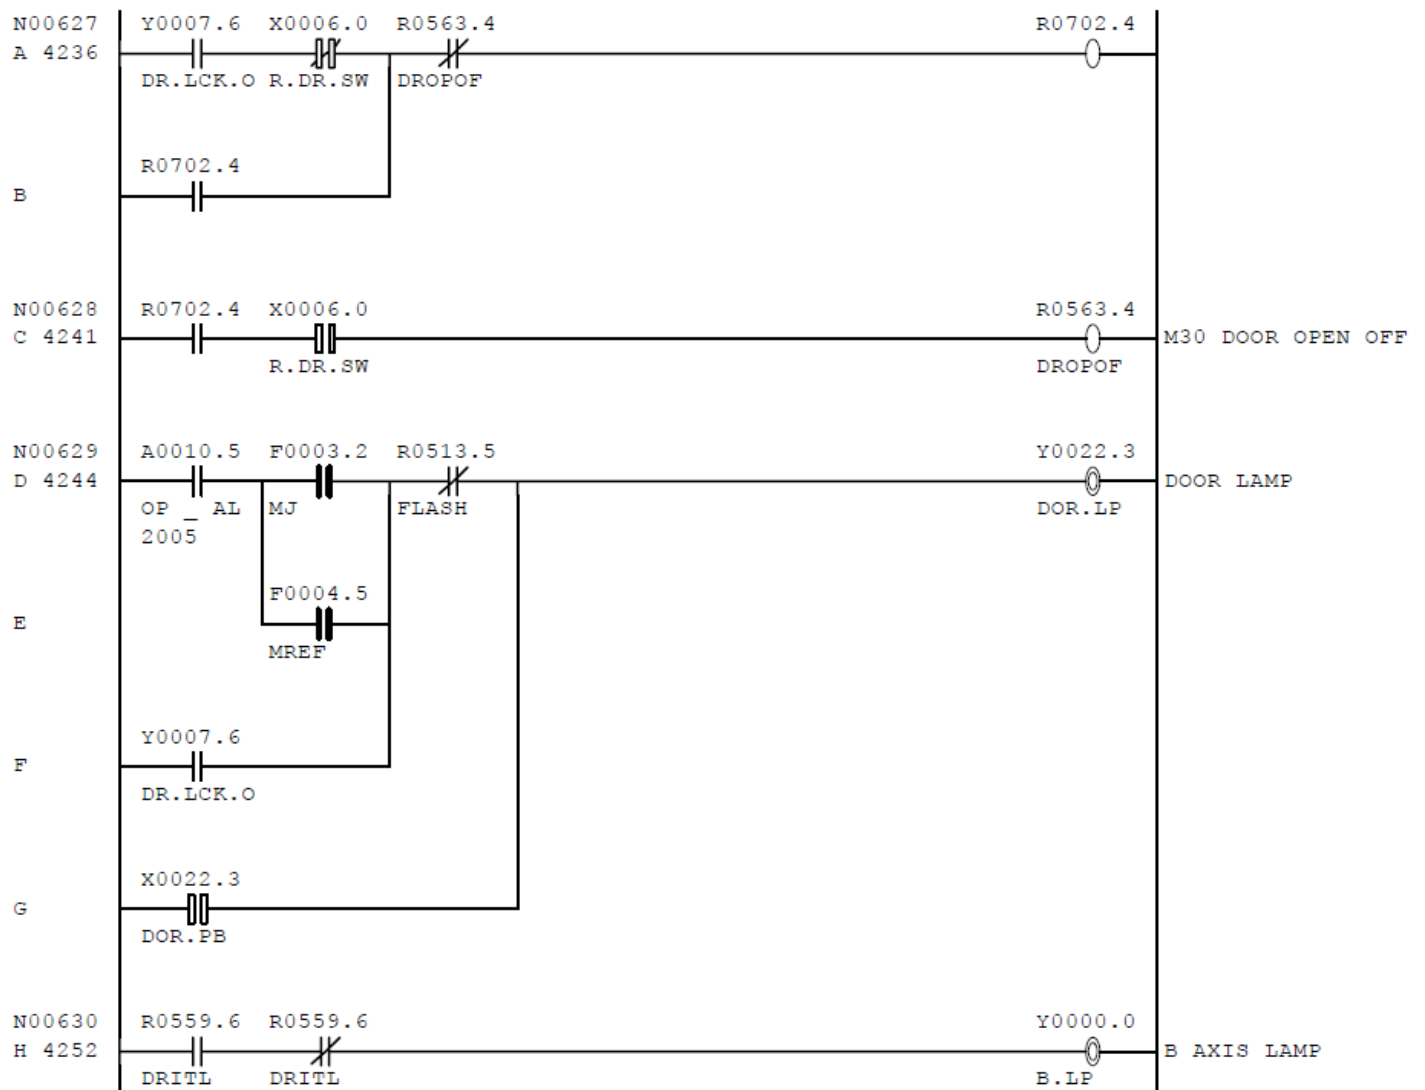 N00627 Y0007.6 X0006.0 R0563.4 R0702.4
A 4236
DR.LCK.O R.DR.SW DROPOF
R0702.4
B
N00628 R0702.4 X0006.0 R0563.4
C 4241 M30 DOOR OPEN OFF
R.DR.SW DROPOF
N00629 A0010.5 F0003.2 R0513.5 Y0022.3
D 4244 DOOR LAMP
OP _ AL MJ FLASH DOR.LP
2005
F0004.5
E
MREF
Y0007.6
F
DR.LCK.O
X0022.3
G
DOR.PB
N00630 R0559.6 R0559.6 Y0000.0
H 4252 B AXIS LAMP
DRITL DRITL B.LP